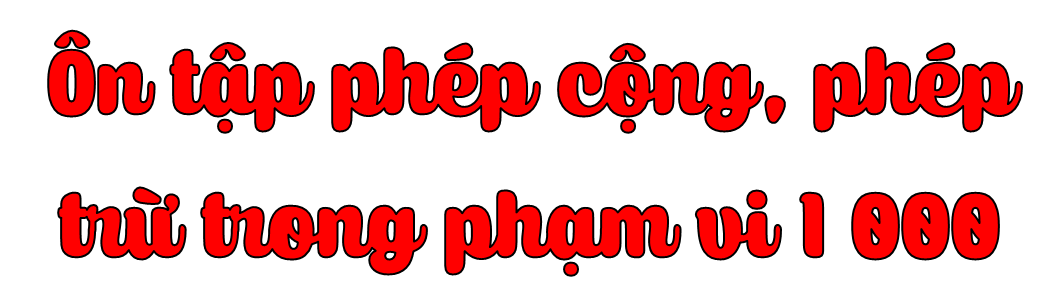 Ôn tập phép cộng, phép
trừ trong phạm vi 1 000